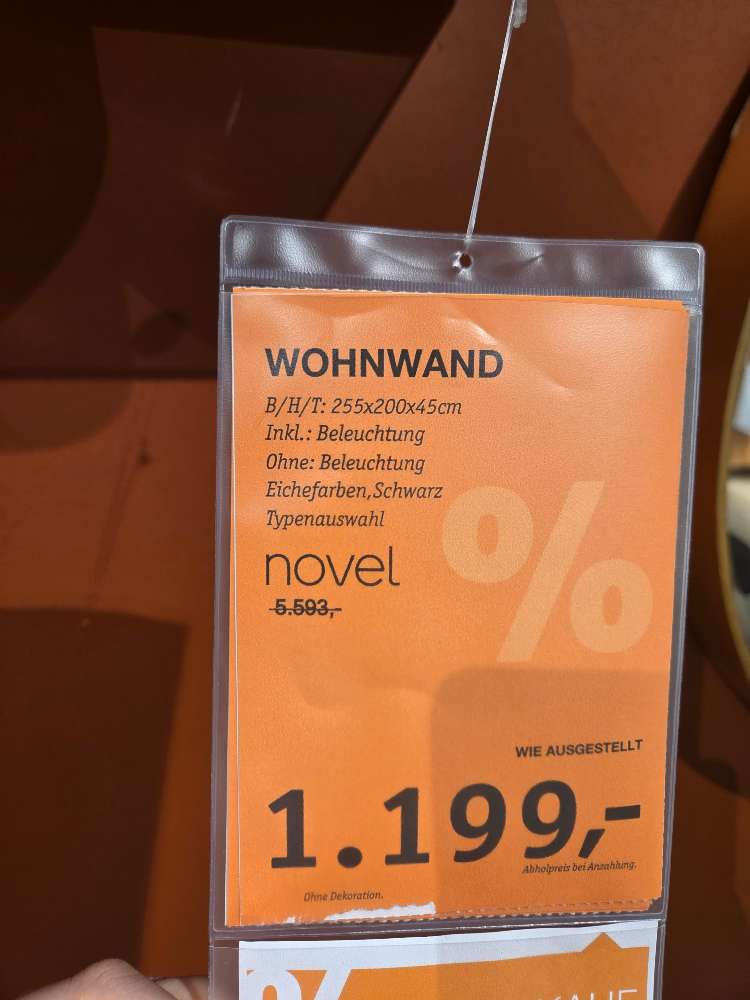 WOHNWAND
B/H/T: 255x200x45cm
Inkl.: Beleuchtung
Ohne: Beleuchtung
Eichefarben,Schwarz
Typenauswahl
novel
5.593,-
%
WIE AUSGESTELLT
1.199,-
Abholpreis bei Anzahlung.
Ohne Dekoration.
%